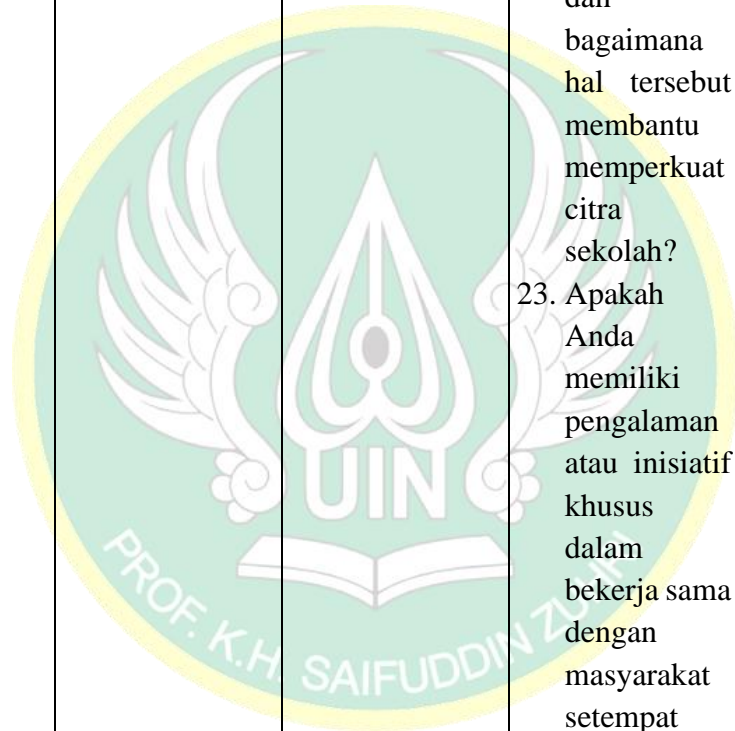 dan
bagaimana
hal tersebut
membantu
memperkuat
citra
sekolah?
23. Apakah
Anda
memiliki
pengalaman
atau inisiatif
khusus
dalam
bekerja sama
dengan
masyarakat
setempat
UIN
PROF. K.H. SAIFUDDIN ZUHRI